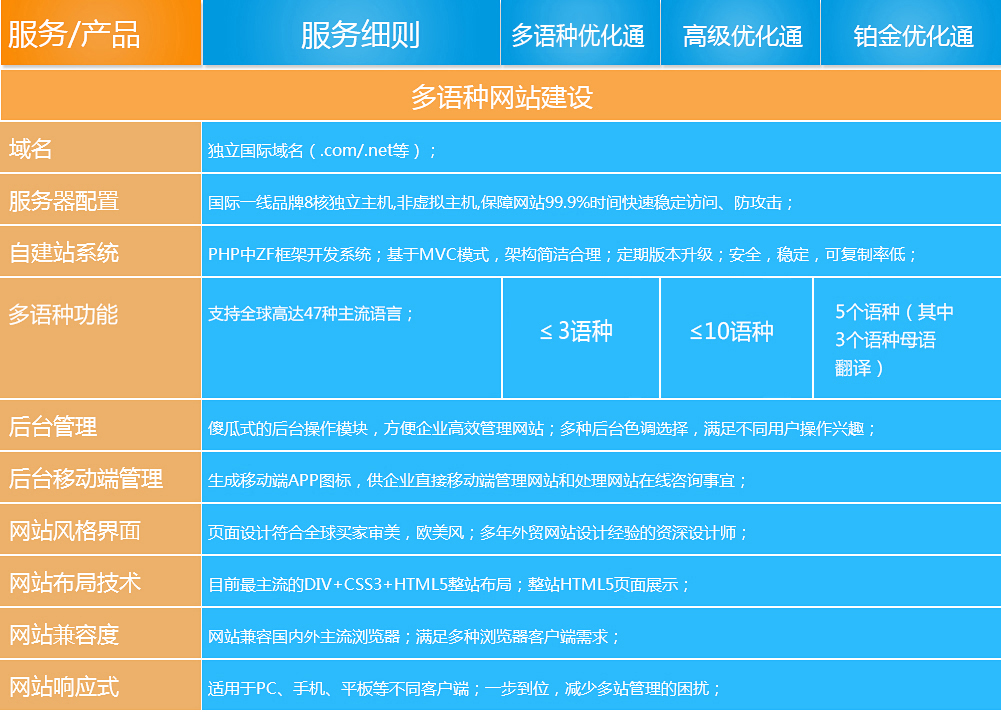 服务/产品 服务细则 多语种优化通 高级优化通 铂金优化通
多语种网站建设
域名 独立国际域名（.com/.net等）；
服务器配置 国际一线品牌8核独立主机,非虚拟主机,保障网站99.9%时间快速稳定访问、防攻击；
自建站系统 PHP中ZF框架开发系统；基于MVC模式，架构简洁合理；定期版本升级；安全，稳定，可复制率低；
多语种功能 支持全球高达47种主流语言； ≤ 3语种 ≤10语种 5个语种（其中
3个语种母语
翻译）
后台管理 傻瓜式的后台操作模块，方便企业高效管理网站；多种后台色调选择，满足不同用户操作兴趣；
后台移动端管理 生成移动端APP图标，供企业直接移动端管理网站和处理网站在线咨询事宜；
网站风格界面 页面设计符合全球买家审美，欧美风；多年外贸网站设计经验的资深设计师；
网站布局技术 目前最主流的DIV+CSS3+HTML5整站布局；整站HTML5页面展示；
网站兼容度 网站兼容国内外主流浏览器；满足多种浏览器客户端需求；
网站响应式 适用于PC、手机、平板等不同客户端；一步到位，减少多站管理的困扰；